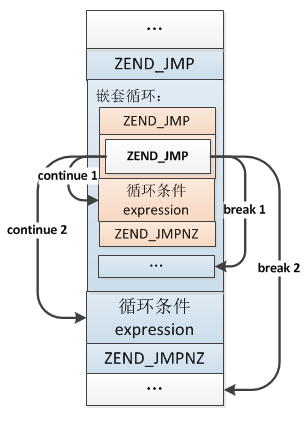 ...
ZEND_JMP
嵌套循环：
ZEND_JMP
ZEND_JMP
continue 1
循环条件
expression
break 1
continue 2
ZEND_JMPNZ
...
break 2
循环条件
expression
ZEND_JMPNZ
...